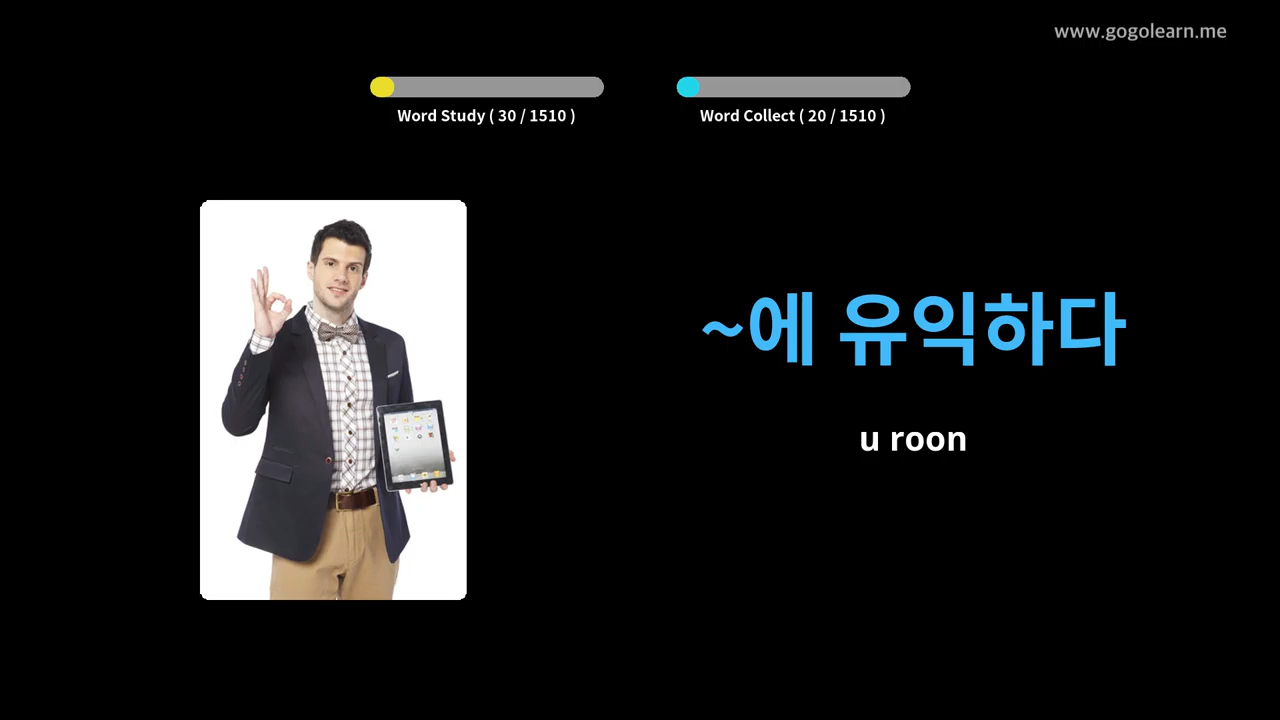 www.gogolearn.me
Word Study ( 30 / 1510 )
Word Collect ( 20 / 1510 )
~에 유익하다
u roon